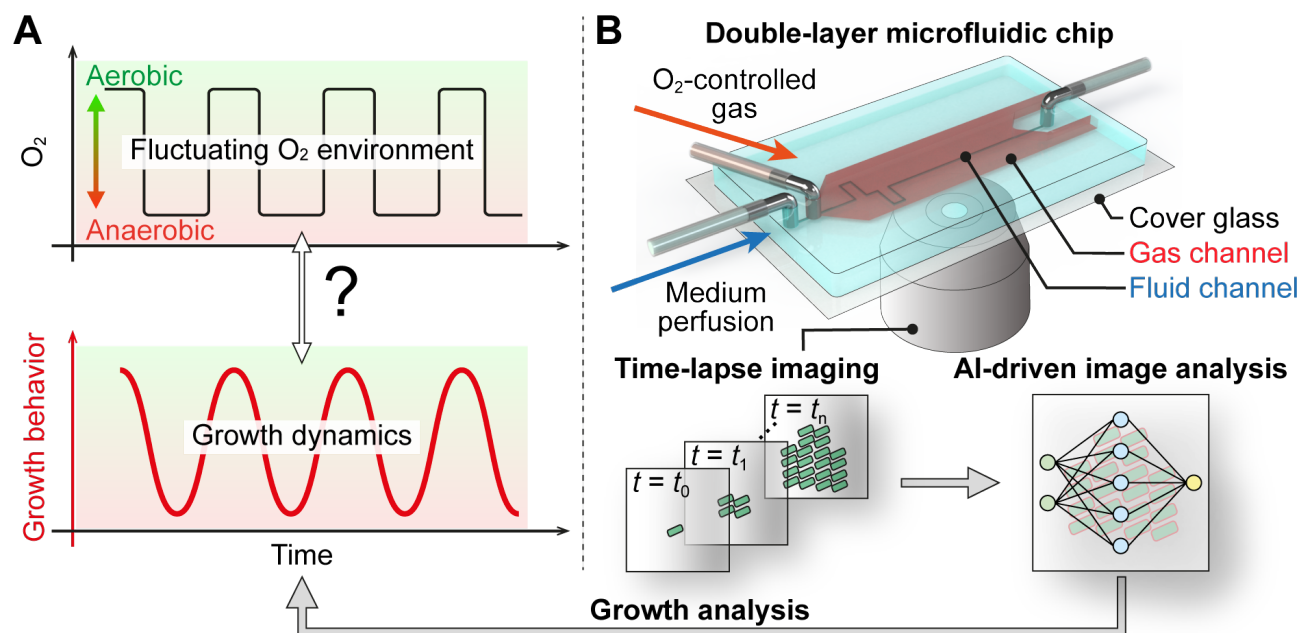 A
Aerobic
O₂
Fluctuating O₂ environment
Anaerobic
?
Growth behavior
Growth dynamics
Time
B
Double-layer microfluidic chip
O₂-controlled
gas
Cover glass
Gas channel
Fluid channel
Medium
perfusion
Time-lapse imaging
AI-driven image analysis
t = tₙ
t = t₁
t = t₀
Growth analysis